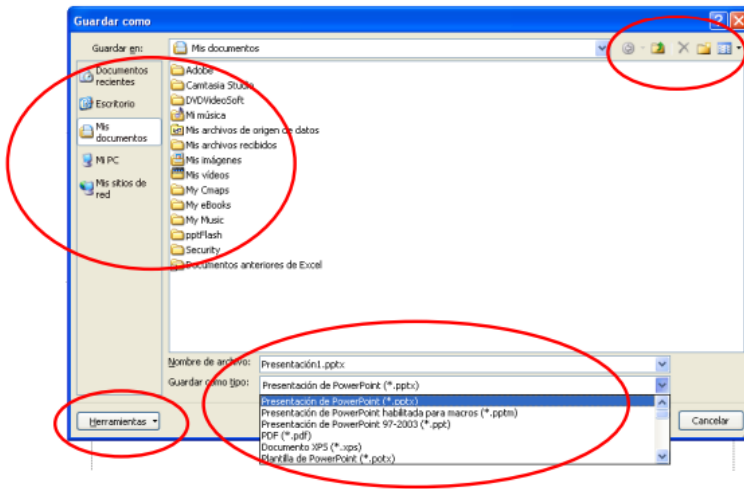 Guardar como
Guardar en:
Mis documentos
Documentos
recientes
Escritorio
Mis
documentos
Mi PC
Mis sitios de
red
Adobe
Camtasia Studio
DVDVideoSoft
Mi música
Mis archivos de origen de datos
Mis archivos recibidos
Mis imágenes
Mis vídeos
My Cmaps
My eBooks
My Music
pptFlash
Security
Documentos anteriores de Excel
Nombre de archivo:
Presentación1.pptx
Guardar como tipo:
Presentación de PowerPoint (*.pptx)
Presentación de PowerPoint (*.pptx)
Presentación de PowerPoint habilitada para macros (*.pptm)
Presentación de PowerPoint 97-2003 (*.ppt)
PDF (*.pdf)
Documento XPS (*.xps)
Plantilla de PowerPoint (*.potx)
Herramientas
Cancelar